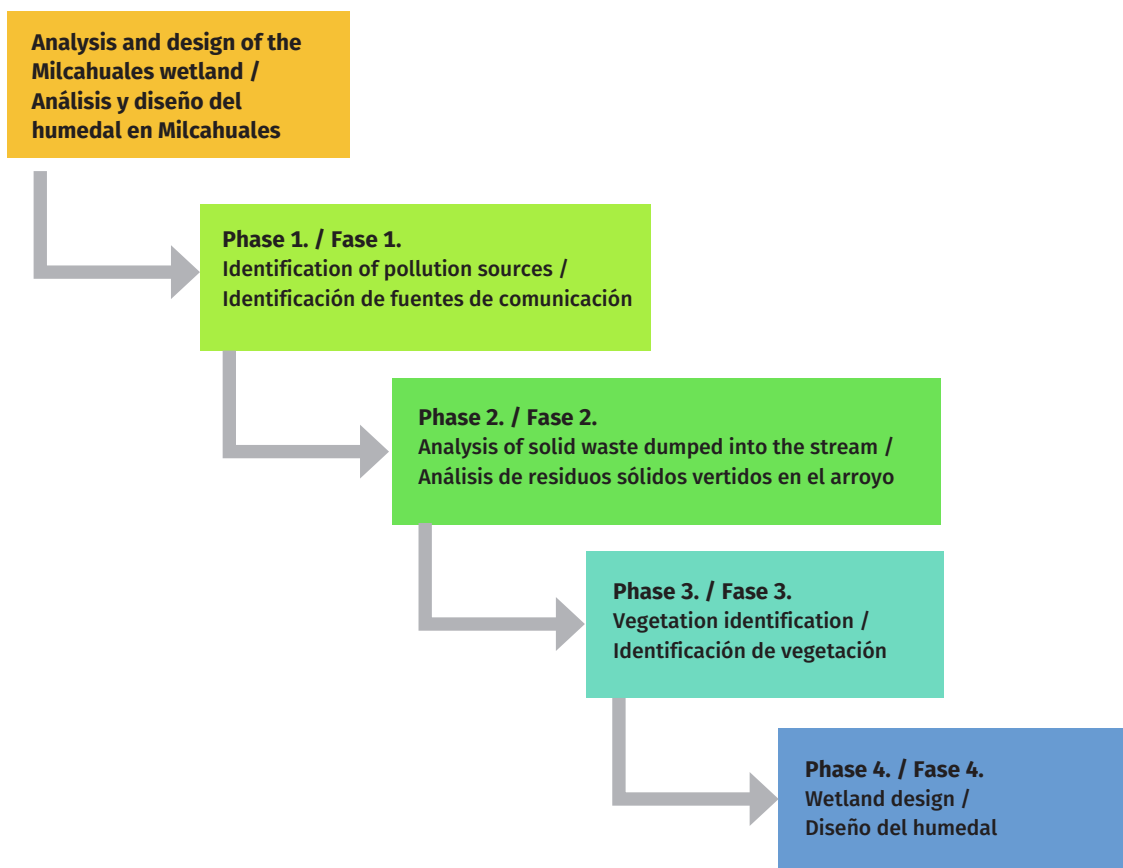 Analysis and design of the
Milcahuales wetland /
Análisis y diseño del
humedal en Milcahuales
Phase 1. / Fase 1.
Identification of pollution sources /
Identificación de fuentes de comunicación
Phase 2. / Fase 2.
Analysis of solid waste dumped into the stream /
Análisis de residuos sólidos vertidos en el arroyo
Phase 3. / Fase 3.
Vegetation identification /
Identificación de vegetación
Phase 4. / Fase 4.
Wetland design /
Diseño del humedal